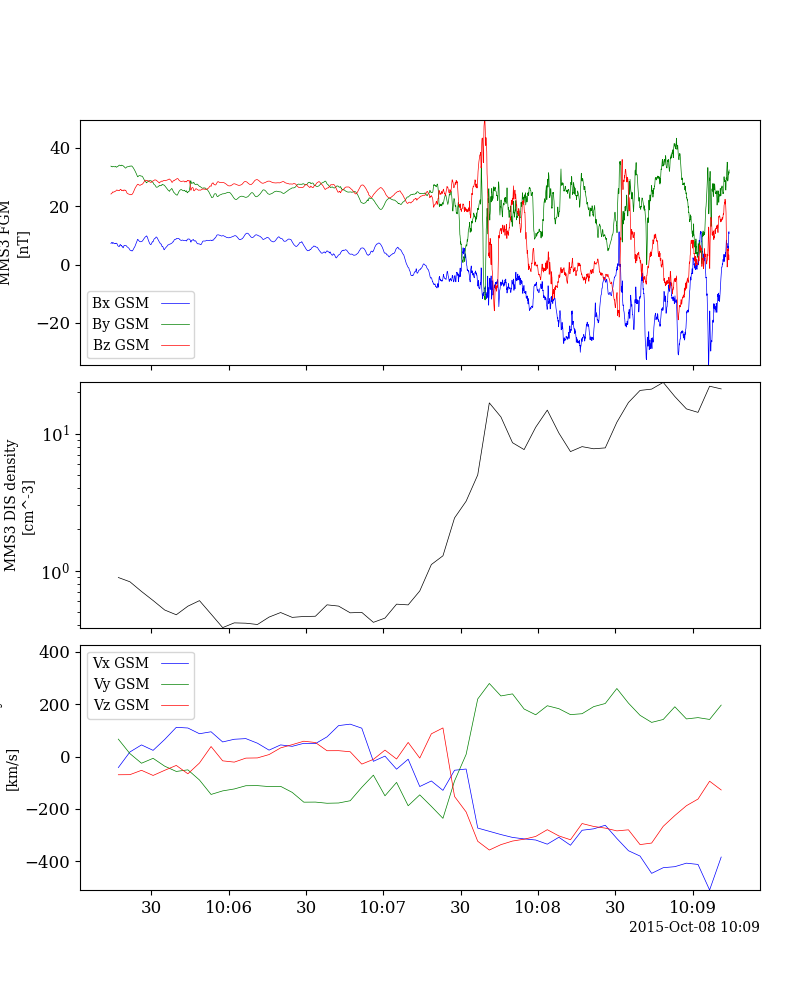 MMS3 FGM
[nT]
40
20
0
−20
Bx GSM
By GSM
Bz GSM
MMS3 DIS density
[cm^-3]
10^1
10^0
[km/s]
400
200
0
−200
−400
Vx GSM
Vy GSM
Vz GSM
30 10:06 30 10:07 30 10:08 30 10:09
2015-Oct-08 10:09